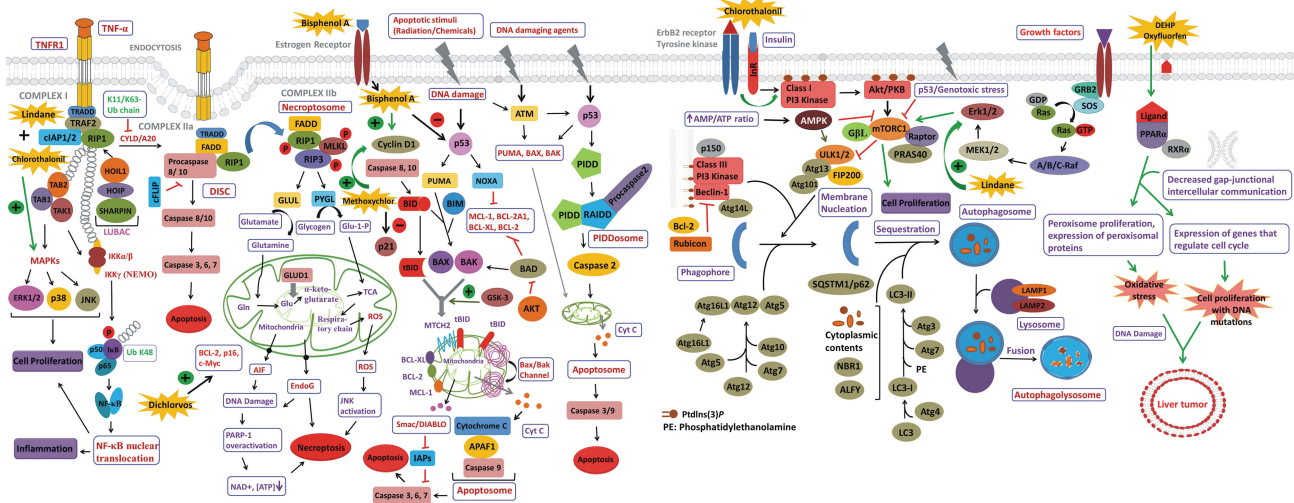 TNF-α
TNFR1
ENDOCYTOSIS
COMPLEX I
K11/K63-
Ub chain
Lindane
+
TRADD
TRAF2
cIAP1/2
RIP1
CYLD/A20
Chlorothalonil
TAB2
TAB1
TAK1
HOIL1
HOIP
SHARPIN
LUBAC
IKKα/β
IKKγ (NEMO)
MAPKs
ERK1/2
p38
JNK
Cell Proliferation
P
p50
IκB
p65
Ub K48
NF-κB
Inflammation
NF-κB nuclear
translocation
COMPLEX IIa
TRADD
FADD
RIP1
Procaspase
8/ 10
cFLIP
DISC
Caspase 8/10
Caspase 3, 6, 7
Apoptosis
BCL-2, p16,
c-Myc
Dichlorvos
COMPLEX IIb
Necroptosome
FADD
RIP1
MLKL
RIP3
P
P
P
GLUL
PYGL
Glutamate
Glycogen
Glu-1-P
Glutamine
GLUD1
α-keto-
glutarate
Gln
Glu
TCA
Respira-
tory chain
ROS
Mitochondria
AIF
EndoG
ROS
DNA Damage
JNK
activation
PARP-1
overactivation
Necroptosis
NAD+, [ATP]
Bisphenol A
Estrogen Receptor
Bisphenol A
Cyclin D1
Caspase 8, 10
Methoxychlor
p21
BID
tBID
Apoptotic stimuli
(Radiation/Chemicals)
DNA damaging agents
DNA damage
ATM
p53
p53
PUMA, BAX, BAK
PUMA
NOXA
BIM
MCL-1, BCL-2A1,
BCL-XL, BCL-2
BAX
BAK
BAD
GSK-3
AKT
MTCH2
tBID
tBID
BCL-XL
BCL-2
MCL-1
Mitochondria
Bax/Bak
Channel
Smac/DIABLO
Cytochrome C
Cyt C
APAF1
Caspase 9
Apoptosis
IAPs
Caspase 3, 6, 7
Apoptosome
PIDD
Procaspase2
PIDD
RAIDD
PIDDosome
Caspase 2
Cyt C
Apoptosome
Caspase 3/9
Apoptosis
Chlorothalonil
ErbB2 receptor
Tyrosine kinase
Insulin
InR
Class I
PI3 Kinase
Akt/PKB
p53/Genotoxic stress
AMP/ATP ratio
AMPK
GβL
mTORC1
Raptor
PRAS40
ULK1/2
Atg13
FIP200
Atg101
p150
Class III
PI3 Kinase
Beclin-1
Atg14L
Bcl-2
Rubicon
Membrane
Nucleation
Cell Proliferation
Phagophore
Sequestration
Autophagosome
Atg16L1
Atg12
Atg5
Atg16L1
Atg5
Atg10
Atg7
Atg12
SQSTM1/p62
Cytoplasmic
contents
NBR1
ALFY
LC3-II
Atg3
Atg7
PE
LC3-I
Atg4
LC3
LAMP1
LAMP2
Lysosome
Fusion
Autophagolysosome
PtdIns(3)P
PE: Phosphatidylethanolamine
Growth factors
GRB2
SOS
GDP
Ras
Ras
GTP
Erk1/2
MEK1/2
A/B/C-Raf
Lindane
DEHP
Oxyflourfen
Ligand
PPARα
RXRα
Decreased gap-junctional
intercellular communication
Peroxisome proliferation,
expression of peroxisomal
proteins
Expression of genes that
regulate cell cycle
Oxidative
stress
Cell proliferation
with DNA
mutations
DNA Damage
Liver tumor